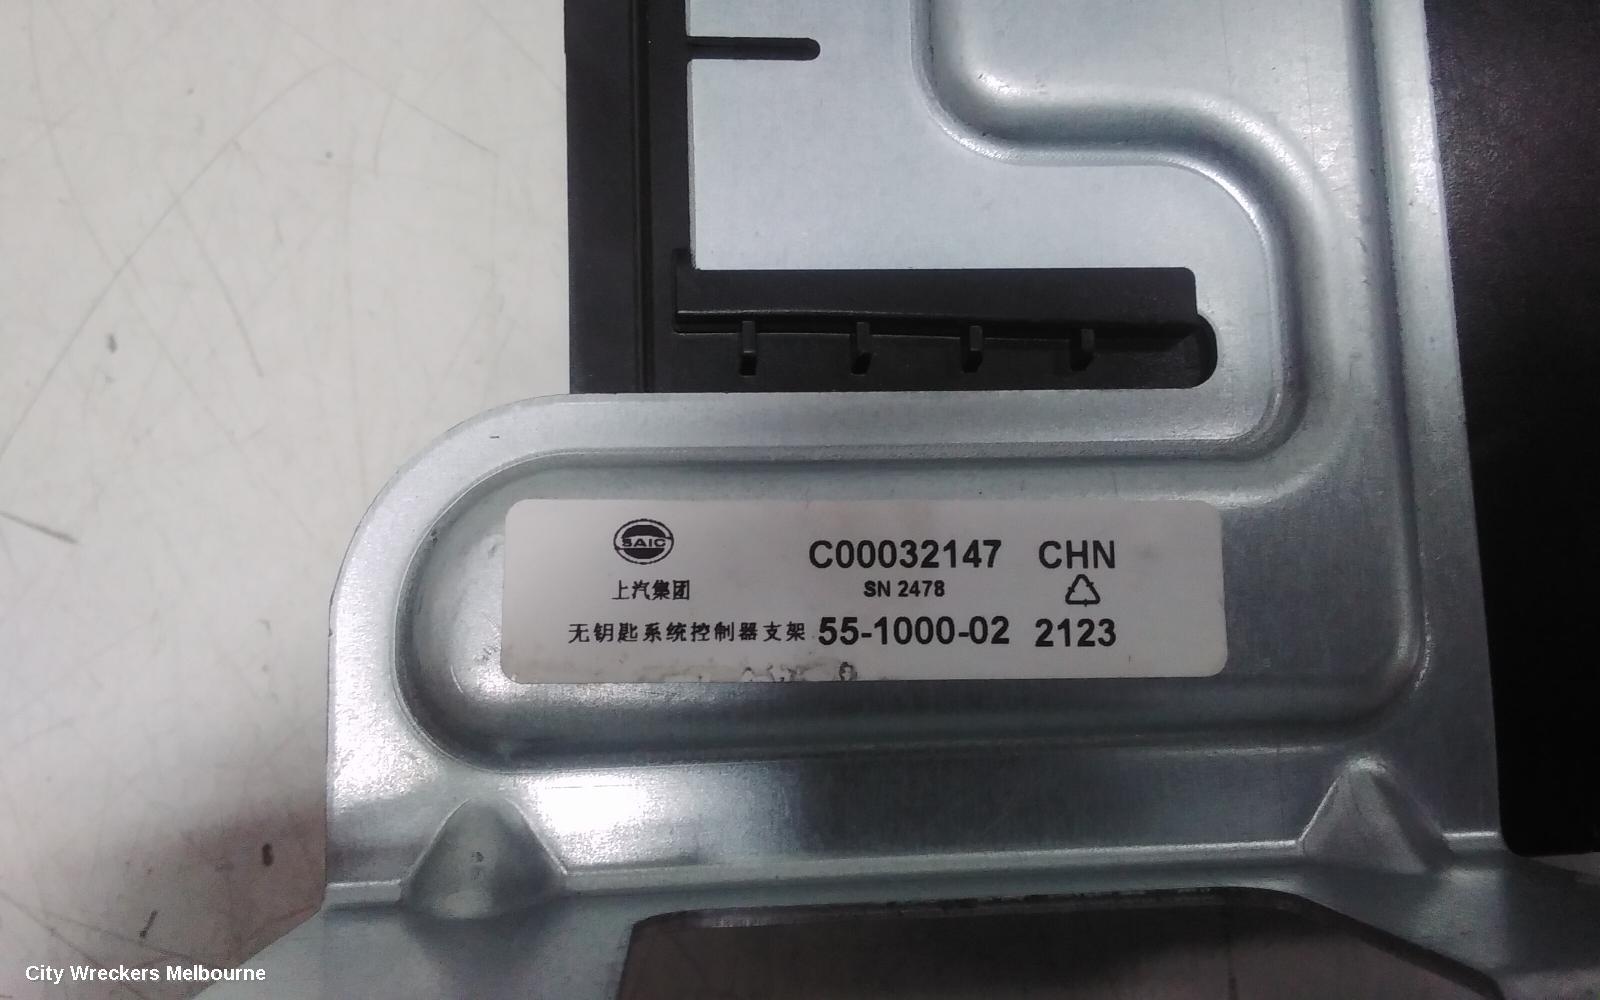 SAIC
上汽集团
C00032147 CHN
SN 2478
无钥匙系统控制器支架 55-1000-02 2123
City Wreckers Melbourne